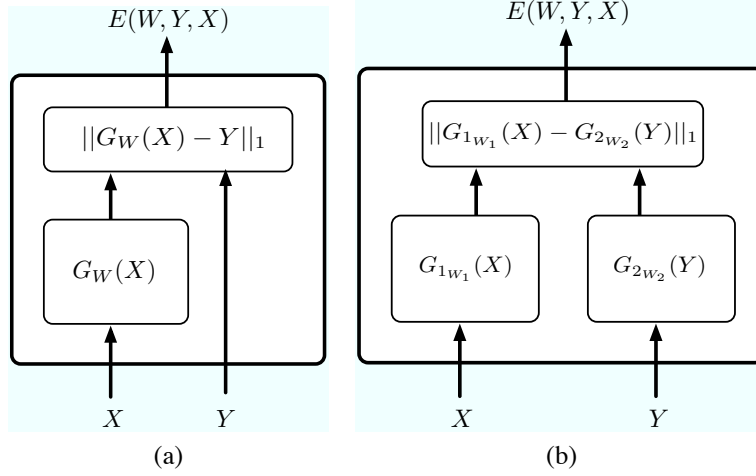 E(W, Y, X)
||G_W(X) − Y||_1
G_W(X)
X Y
(a)
E(W, Y, X)
||G_{1_{W_1}}(X) − G_{2_{W_2}}(Y)||_1
G_{1_{W_1}}(X) G_{2_{W_2}}(Y)
X Y
(b)